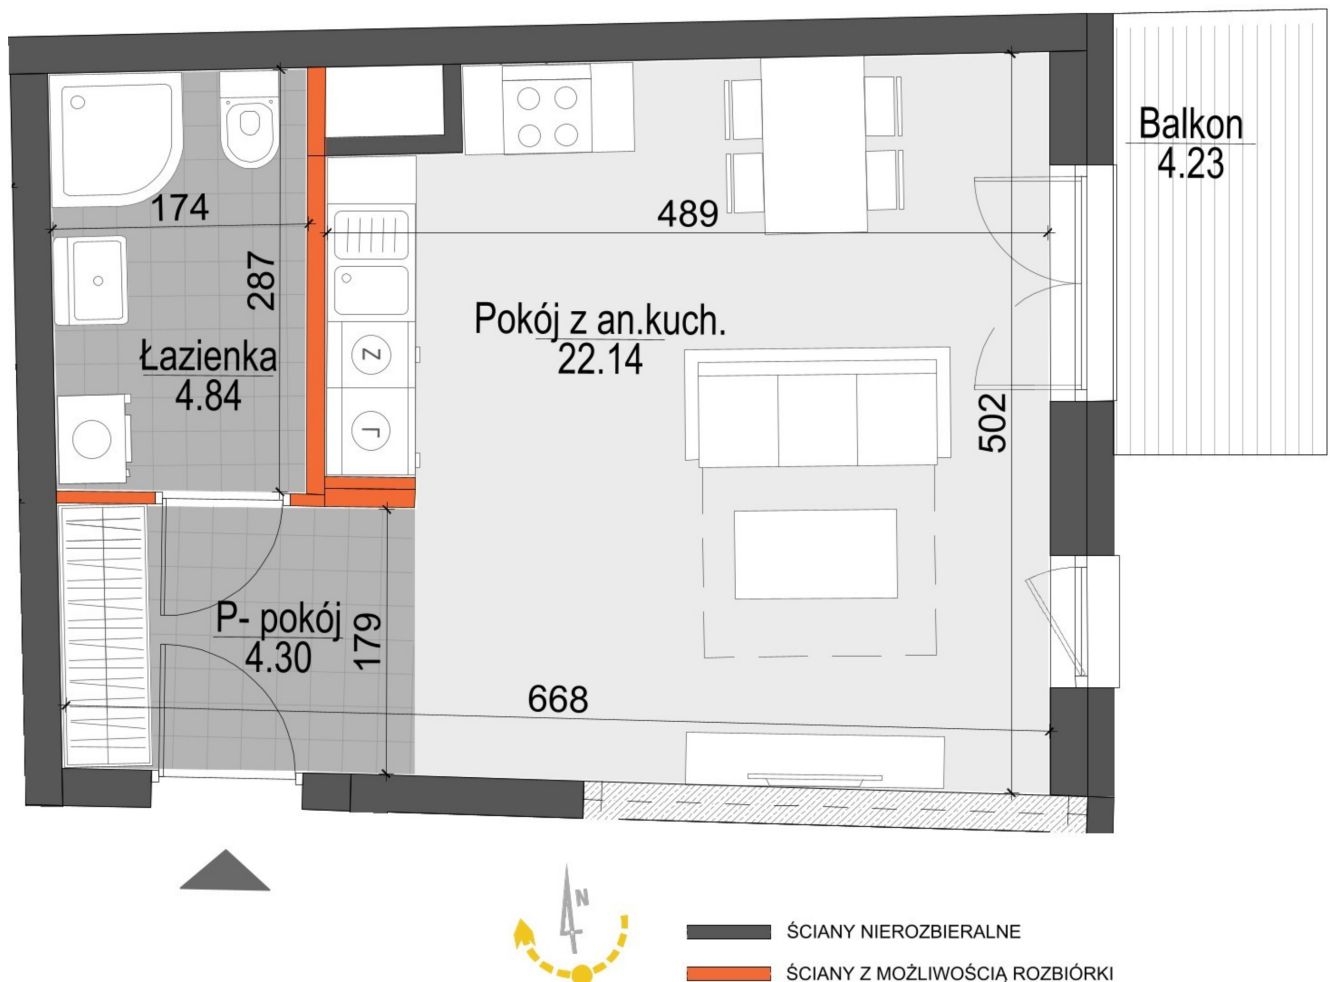 Balkon
4.23
174
489
287
Pokój z an.kuch.
22.14
Łazienka
4.84
Z
L
502
P- pokój
4.30
179
668
N
ŚCIANY NIEROZBIERALNE
ŚCIANY Z MOŻLIWOŚCIĄ ROZBIÓRKI